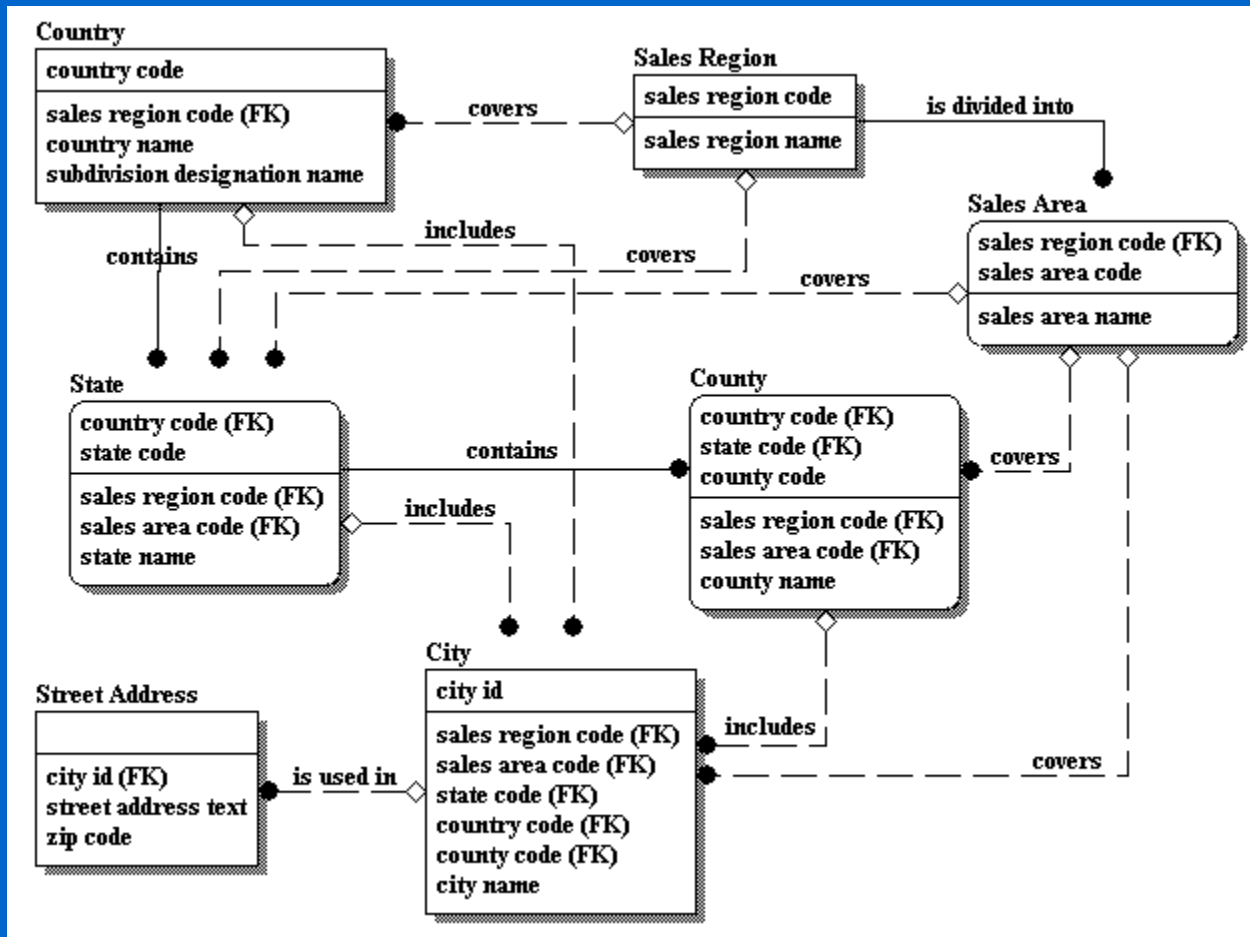 Country
country code
sales region code (FK)
country name
subdivision designation name
covers
Sales Region
sales region code
sales region name
is divided into
Sales Area
sales region code (FK)
sales area code
sales area name
contains
includes
covers
covers
State
country code (FK)
state code
sales region code (FK)
sales area code (FK)
state name
contains
includes
County
country code (FK)
state code (FK)
county code
sales region code (FK)
sales area code (FK)
county name
covers
Street Address
city id (FK)
street address text
zip code
is used in
City
city id
sales region code (FK)
sales area code (FK)
state code (FK)
country code (FK)
county code (FK)
city name
includes
covers